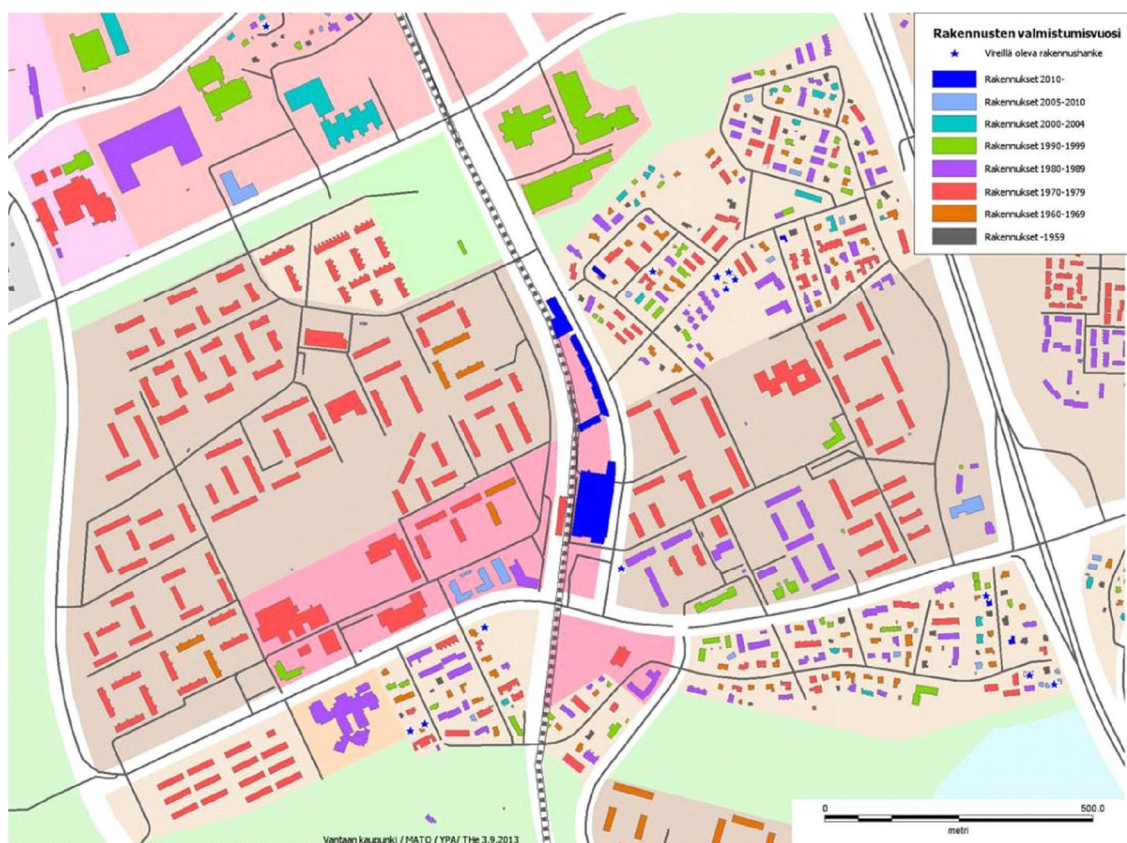 Rakennusten valmistumisvuosi
Vireillä oleva rakennushanke
Rakennukset 2010-
Rakennukset 2005-2010
Rakennukset 2000-2004
Rakennukset 1990-1999
Rakennukset 1980-1989
Rakennukset 1970-1979
Rakennukset 1960-1969
Rakennukset -1959
0 500.0
metri
Vantaan kaupunki / MATO / YPA/ THe 3.9.2013